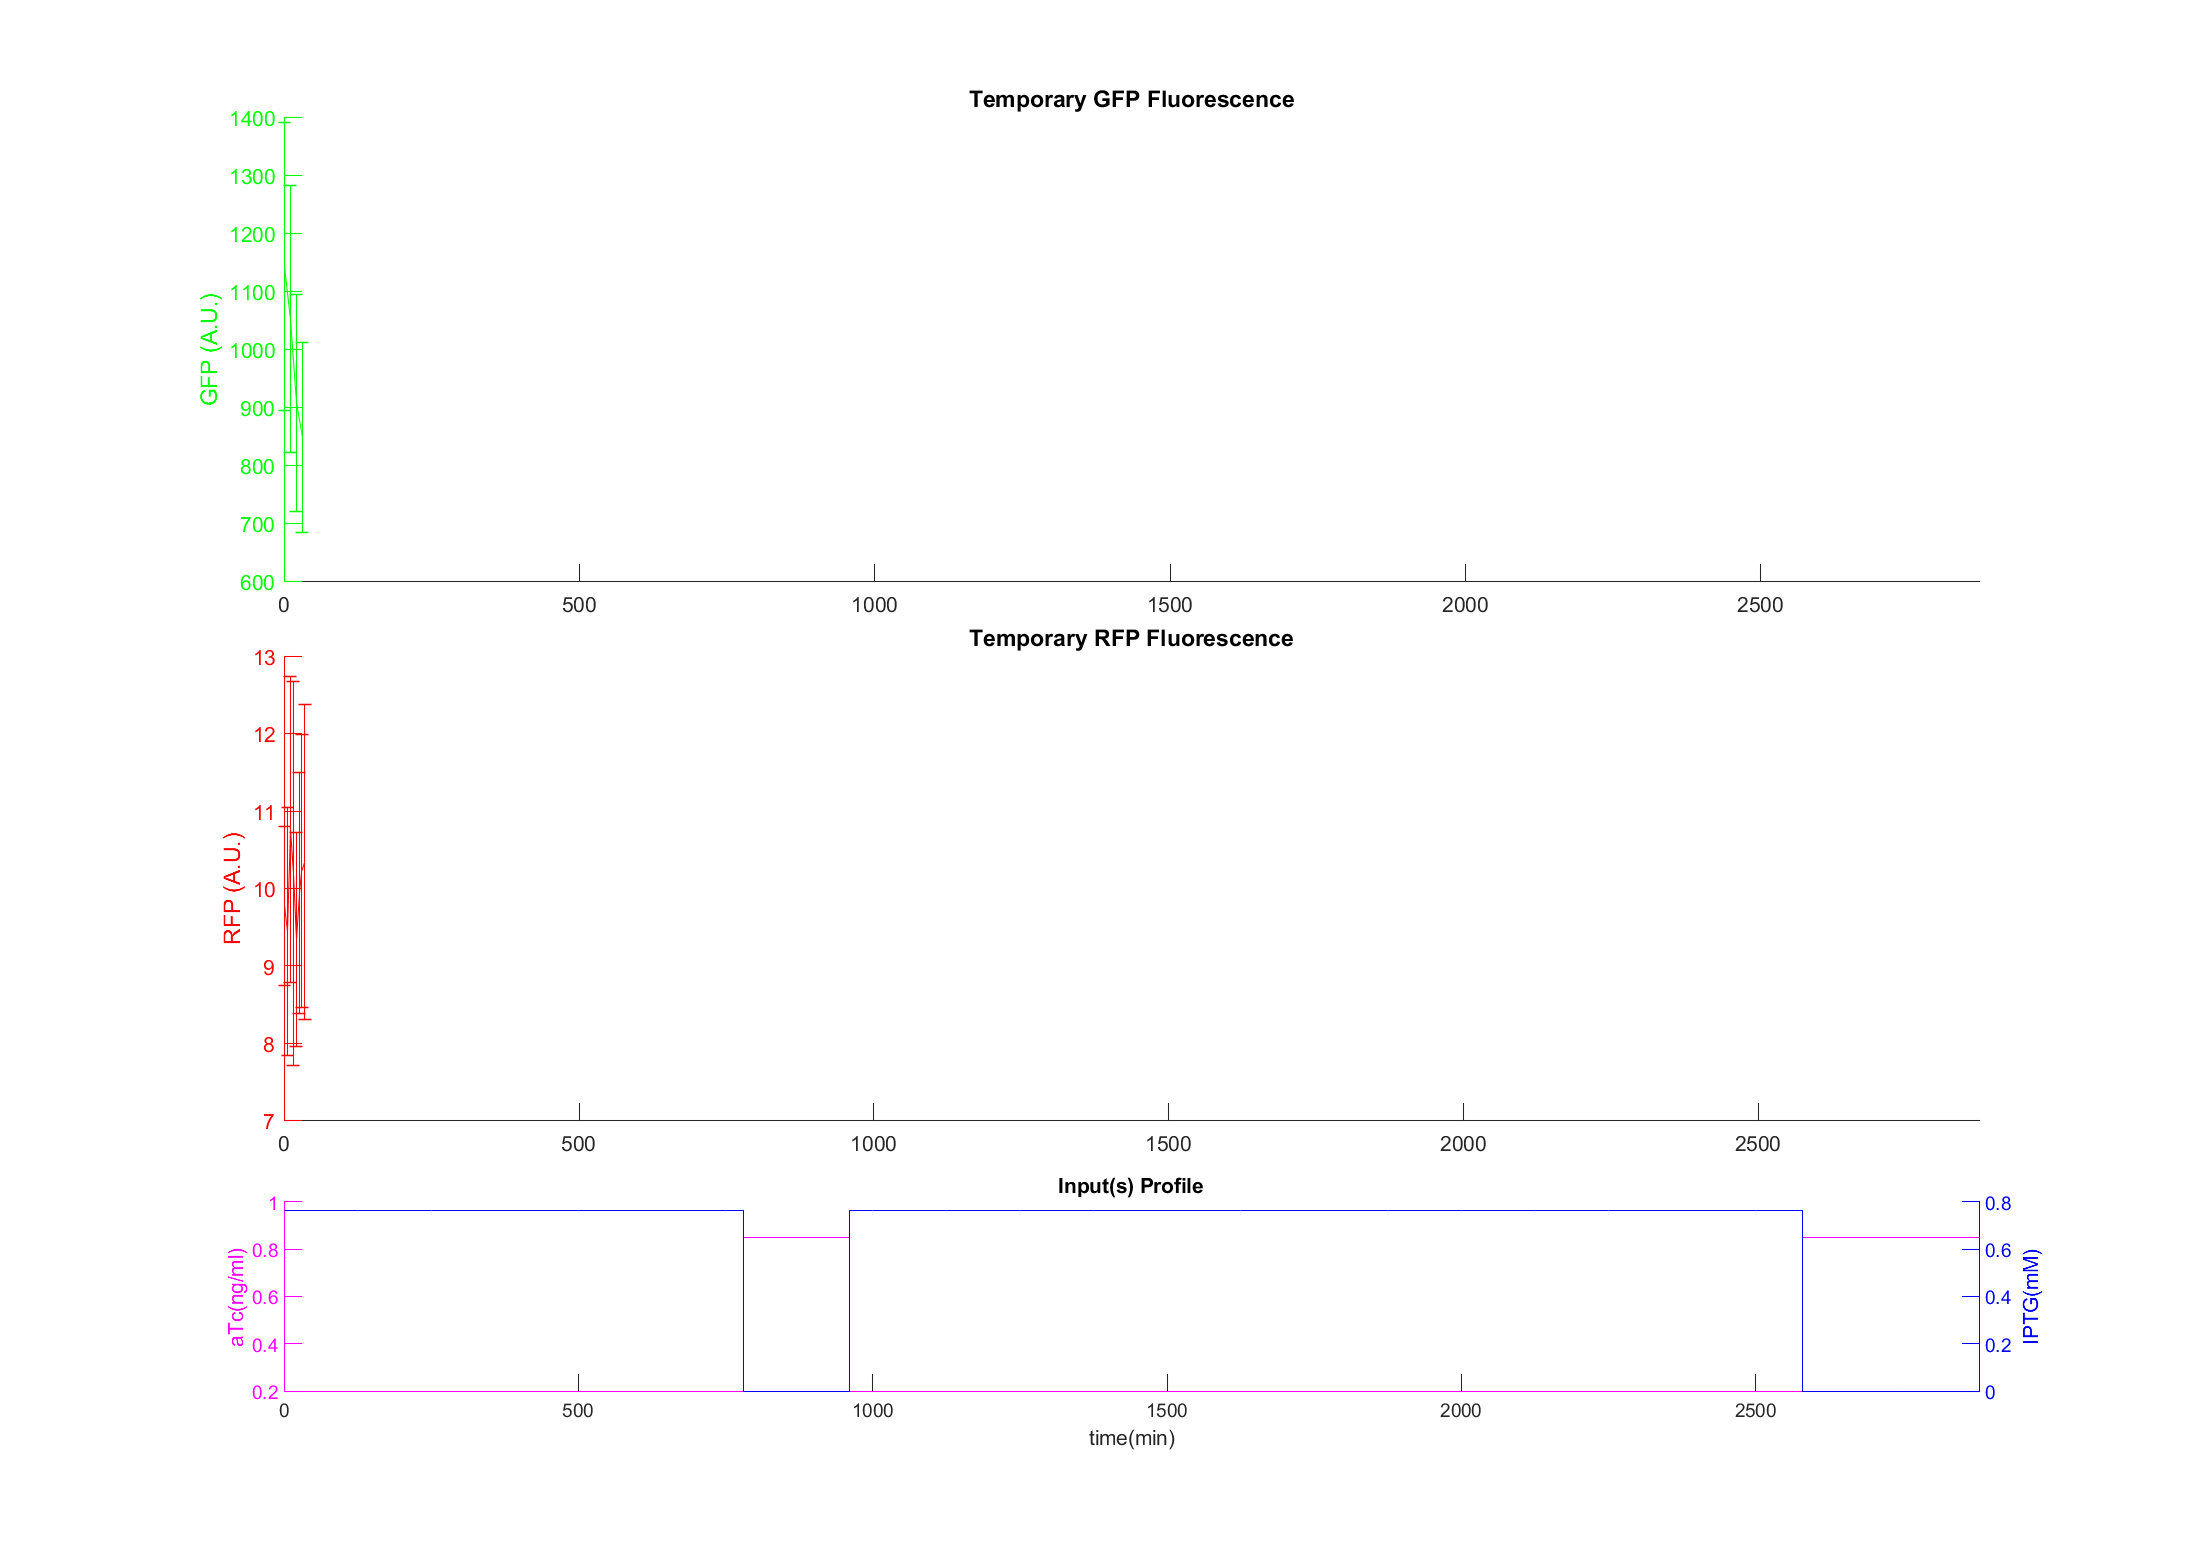 Temporary GFP Fluorescence
1400
1300
1200
1100
1000
900
800
700
600
GFP (A.U.)
0 500 1000 1500 2000 2500
Temporary RFP Fluorescence
13
12
11
10
9
8
7
RFP (A.U.)
0 500 1000 1500 2000 2500
Input(s) Profile
1
0.8
0.6
0.4
0.2
aTc(ng/ml)
0.8
0.6
0.4
0.2
0
IPTG(mM)
0 500 1000 1500 2000 2500
time(min)